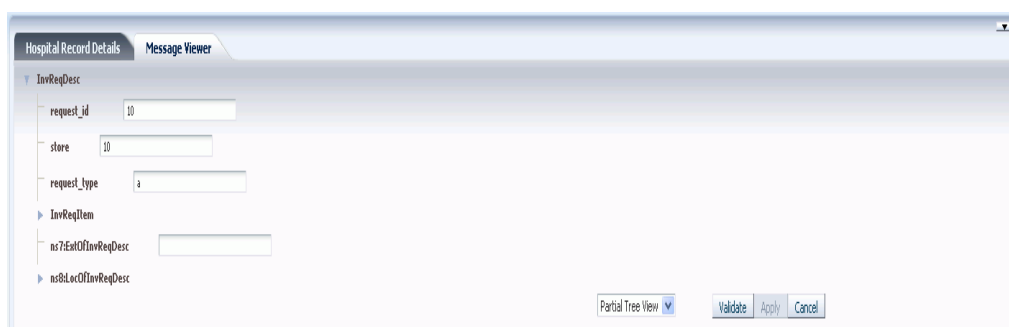 Hospital Record Details Message Viewer
InvReqDesc
request_id 10
store 10
request_type a
InvReqItem
ns7:ExtOfInvReqDesc
ns8:LocOfInvReqDesc
Partial Tree View Validate Apply Cancel